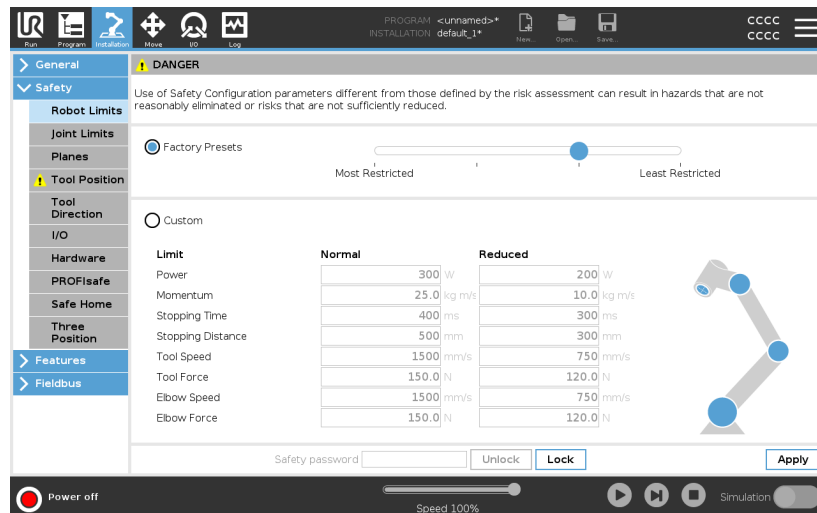 PROGRAM <unnamed>* CCCC
INSTALLATION default_1* CCCC
Run Program Installation Move I/O Log New... Open... Save...
General
DANGER
Safety
Use of Safety Configuration parameters different from those defined by the risk assessment can result in hazards that are not
reasonably eliminated or risks that are not sufficiently reduced.
Robot Limits
Joint Limits
Planes
Tool Position
Tool
Direction
I/O
Hardware
PROFIsafe
Safe Home
Three
Position
Features
Fieldbus
Factory Presets
Most Restricted Least Restricted
Custom
Limit Normal Reduced
Power 300 W 200 W
Momentum 25.0 kg m/s 10.0 kg m/s
Stopping Time 400 ms 300 ms
Stopping Distance 500 mm 300 mm
Tool Speed 1500 mm/s 750 mm/s
Tool Force 150.0 N 120.0 N
Elbow Speed 1500 mm/s 750 mm/s
Elbow Force 150.0 N 120.0 N
Safety password Unlock Lock Apply
Power off Speed 100% Simulation